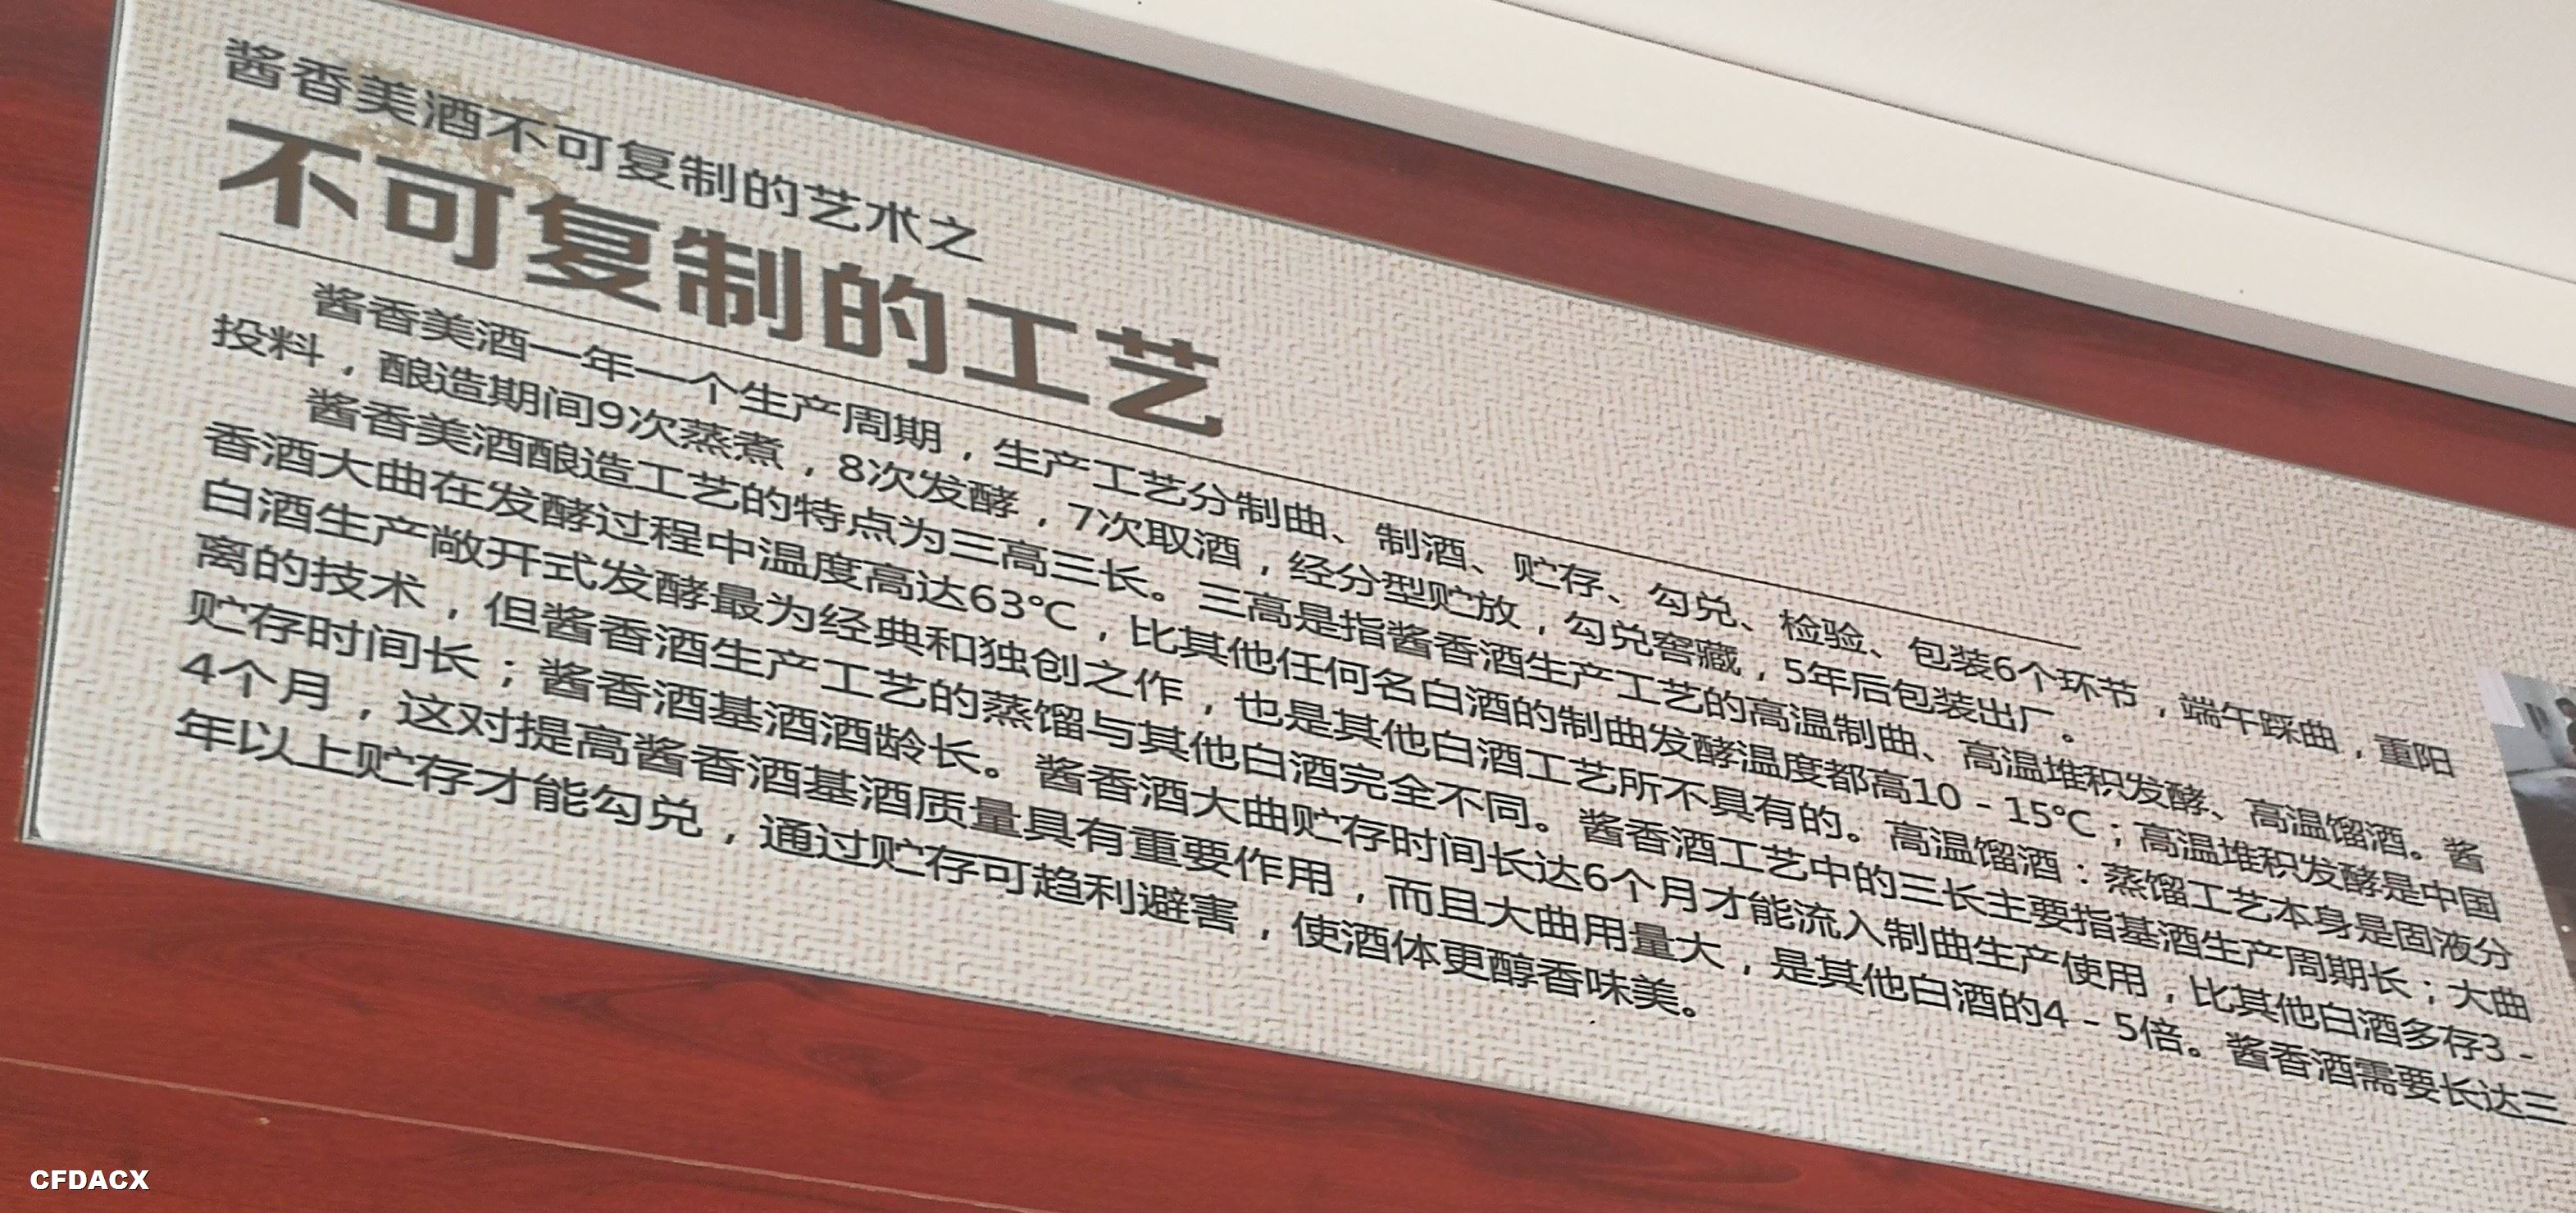 酱香美酒不可复制的艺术之
不可复制的工艺
酱香美酒一年一个生产周期，生产工艺分制曲、制酒、贮存、勾兑、检验、包装6个环节，端午踩曲，重阳
投料，酿造期间9次蒸煮，8次发酵，7次取酒，经分型贮放，勾兑窖藏，5年后包装出厂。
酱香美酒酿造工艺的特点为三高三长。三高是指酱香酒生产工艺的高温制曲、高温堆积发酵、高温馏酒。酱
香酒大曲在发酵过程中温度高达63℃，比其他任何名白酒的制曲发酵温度都高10－15℃；高温堆积发酵是中国
白酒生产敞开式发酵最为经典和独创之作，也是其他白酒工艺所不具有的。高温馏酒：蒸馏工艺本身是固液分
离的技术，但酱香酒生产工艺的蒸馏与其他白酒完全不同。酱香酒工艺中的三长主要指基酒生产周期长；大曲
贮存时间长；酱香酒基酒酒龄长。酱香酒大曲贮存时间长达6个月才能流入制曲生产使用，比其他白酒多存3－
4个月，这对提高酱香酒基酒质量具有重要作用，而且大曲用量大，是其他白酒的4－5倍。酱香酒需要长达三
年以上贮存才能勾兑，通过贮存可趋利避害，使酒体更醇香味美。
CFDACX